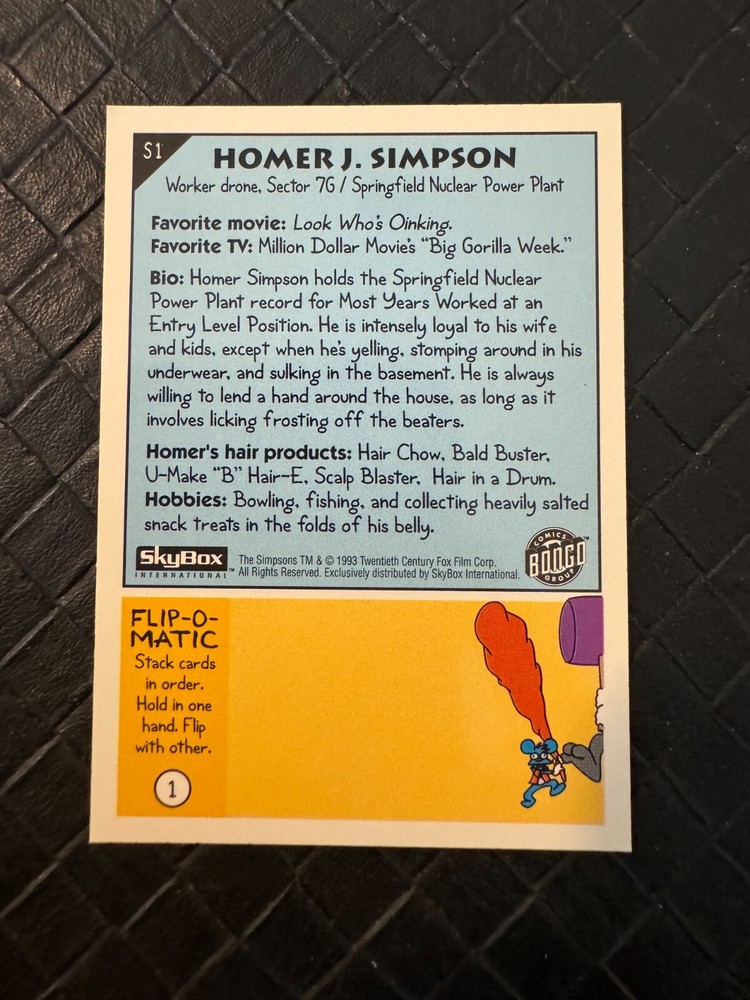 S1
HOMER J. SIMPSON
Worker drone, Sector 7G / Springfield Nuclear Power Plant
Favorite movie: Look Who's Oinking.
Favorite TV: Million Dollar Movie's "Big Gorilla Week."
Bio: Homer Simpson holds the Springfield Nuclear
Power Plant record for Most Years Worked at an
Entry Level Position. He is intensely loyal to his wife
and kids, except when he's yelling, stomping around in his
underwear, and sulking in the basement. He is always
willing to lend a hand around the house, as long as it
involves licking frosting off the beaters.
Homer's hair products: Hair Chow, Bald Buster,
U-Make "B" Hair-E, Scalp Blaster, Hair in a Drum.
Hobbies: Bowling, fishing, and collecting heavily salted
snack treats in the folds of his belly.
SkyBox
INTERNATIONAL™
The Simpsons TM & © 1993 Twentieth Century Fox Film Corp.
All Rights Reserved. Exclusively distributed by SkyBox International.
COMICS
BONGO™
GROUP
FLIP-O-
MATIC
Stack cards
in order.
Hold in one
hand. Flip
with other.
1